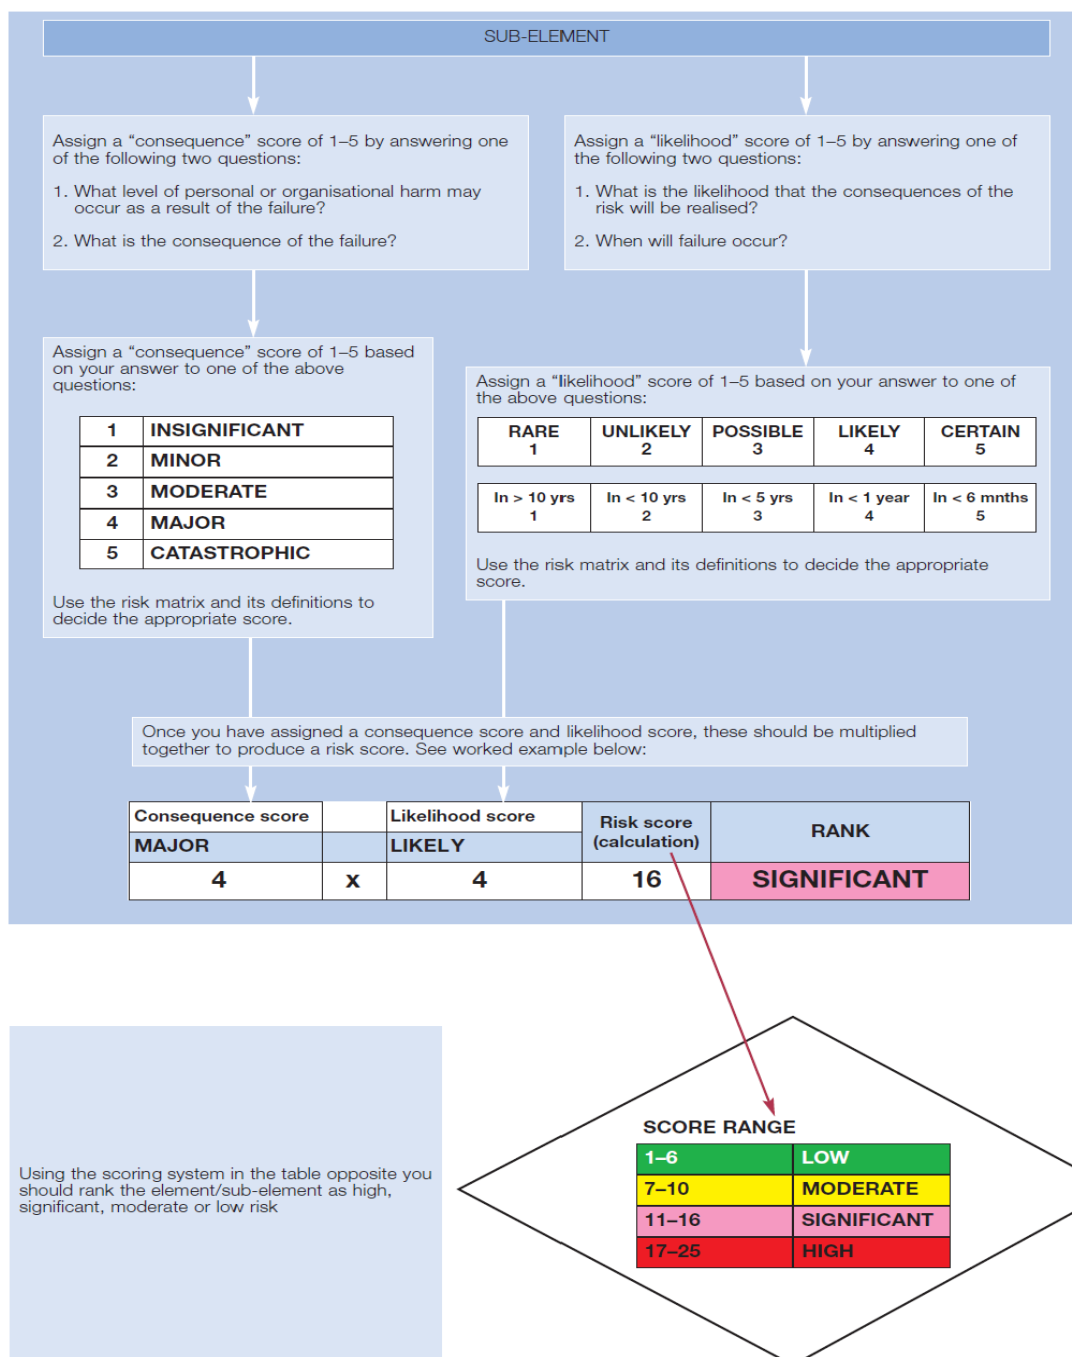 SUB-ELEMENT
Assign a “consequence” score of 1–5 by answering one
of the following two questions:
1. What level of personal or organisational harm may
occur as a result of the failure?
2. What is the consequence of the failure?
Assign a “likelihood” score of 1–5 by answering one of
the following two questions:
1. What is the likelihood that the consequences of the
risk will be realised?
2. When will failure occur?
Assign a “consequence” score of 1–5 based
on your answer to one of the above
questions:
1 INSIGNIFICANT
2 MINOR
3 MODERATE
4 MAJOR
5 CATASTROPHIC
Use the risk matrix and its definitions to
decide the appropriate score.
Assign a “likelihood” score of 1–5 based on your answer to one of
the above questions:
RARE UNLIKELY POSSIBLE LIKELY CERTAIN
1 2 3 4 5
In > 10 yrs In < 10 yrs In < 5 yrs In < 1 year In < 6 mnths
1 2 3 4 5
Use the risk matrix and its definitions to decide the appropriate
score.
Once you have assigned a consequence score and likelihood score, these should be multiplied
together to produce a risk score. See worked example below:
Consequence score Likelihood score Risk score
(calculation) RANK
MAJOR LIKELY
4 x 4 16 SIGNIFICANT
Using the scoring system in the table opposite you
should rank the element/sub-element as high,
significant, moderate or low risk
SCORE RANGE
1–6 LOW
7–10 MODERATE
11–16 SIGNIFICANT
17–25 HIGH